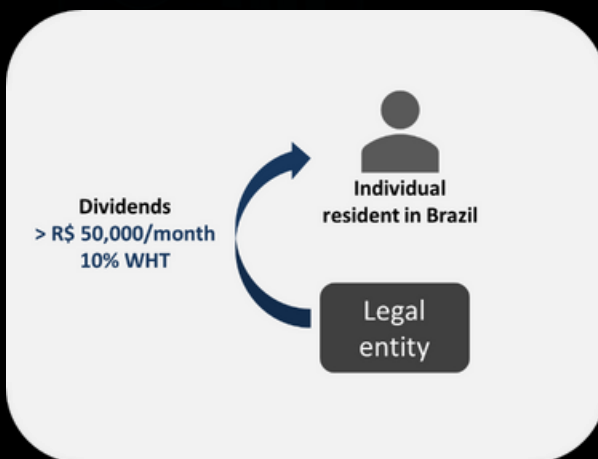 Dividends
> R$ 50,000/month
10% WHT
Individual
resident in Brazil
Legal
entity